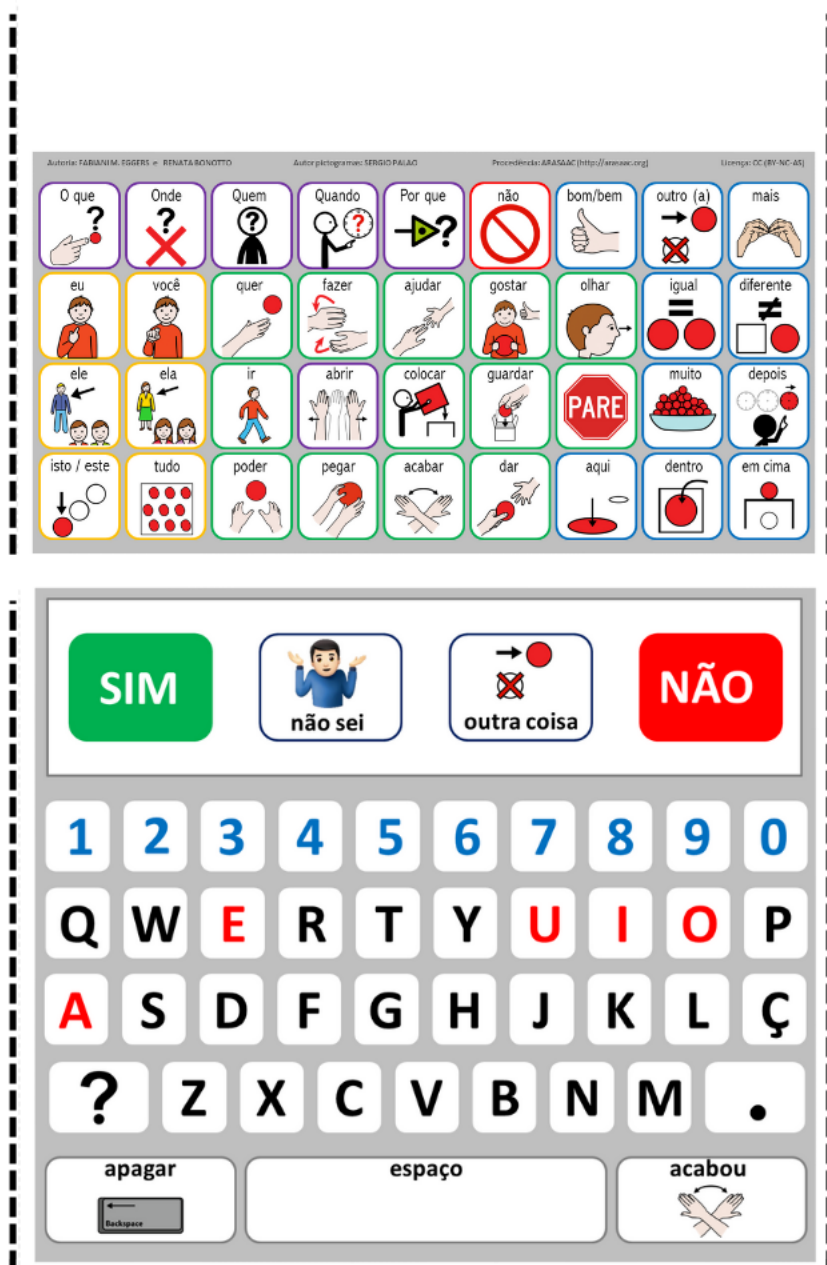 Autoria: FABIANI M. EGGERS e RENATA BONOTTO Autor pictogramas: SERGIO PALAO Procedência: ARASAAC (http://arasaac.org) Licença: CC (BY-NC-AS)
O que Onde Quem Quando Por que não bom/bem outro (a) mais
? ? ? ? ?
eu você quer fazer ajudar gostar olhar igual diferente
= ≠
ele ela ir abrir colocar guardar PARE muito depois
isto / este tudo poder pegar acabar dar aqui dentro em cima
SIM não sei outra coisa NÃO
1 2 3 4 5 6 7 8 9 0
Q W E R T Y U I O P
A S D F G H J K L Ç
? Z X C V B N M .
apagar espaço acabou
Backspace